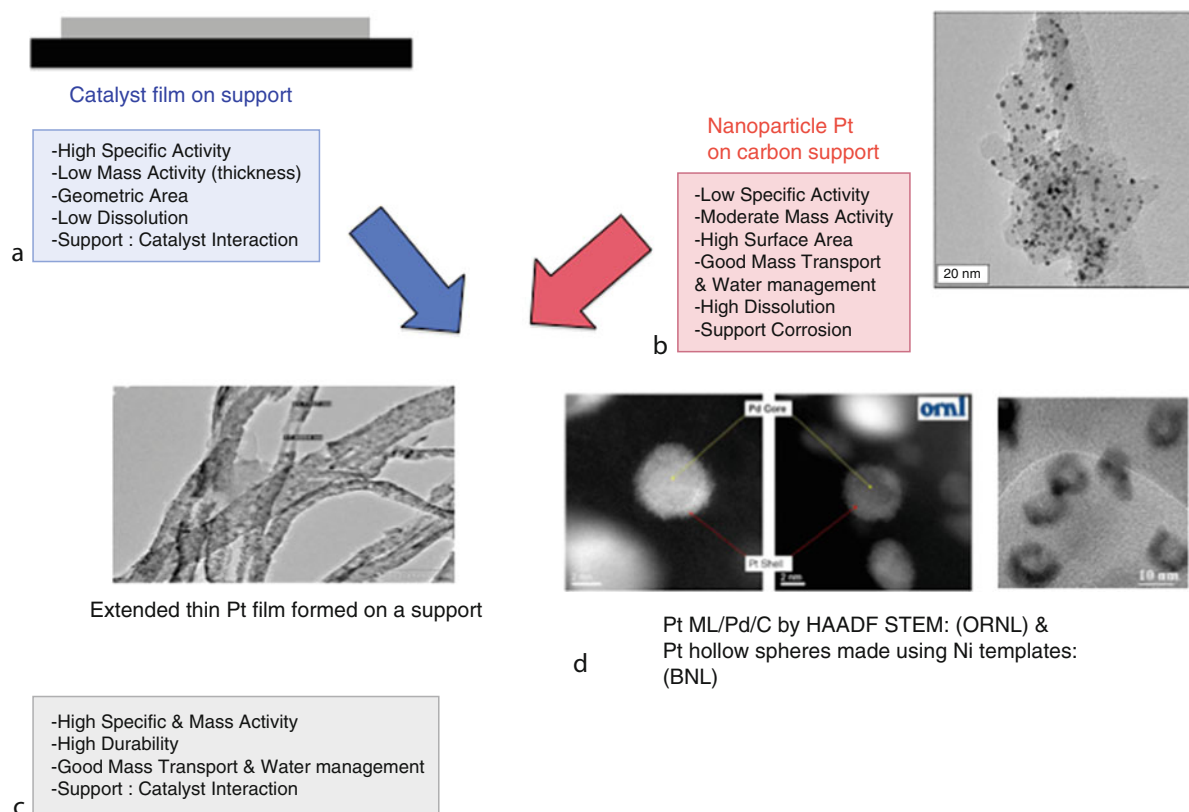 Catalyst film on support
-High Specific Activity
-Low Mass Activity (thickness)
-Geometric Area
-Low Dissolution
-Support : Catalyst Interaction
a
Nanoparticle Pt
on carbon support
-Low Specific Activity
-Moderate Mass Activity
-High Surface Area
-Good Mass Transport
& Water management
-High Dissolution
-Support Corrosion
b
20 nm
Extended thin Pt film formed on a support
Pd Core
ornl
Pt Shell
2 nm
2 nm
10 nm
Pt ML/Pd/C by HAADF STEM: (ORNL) &
Pt hollow spheres made using Ni templates:
(BNL)
d
-High Specific & Mass Activity
-High Durability
-Good Mass Transport & Water management
-Support : Catalyst Interaction
c